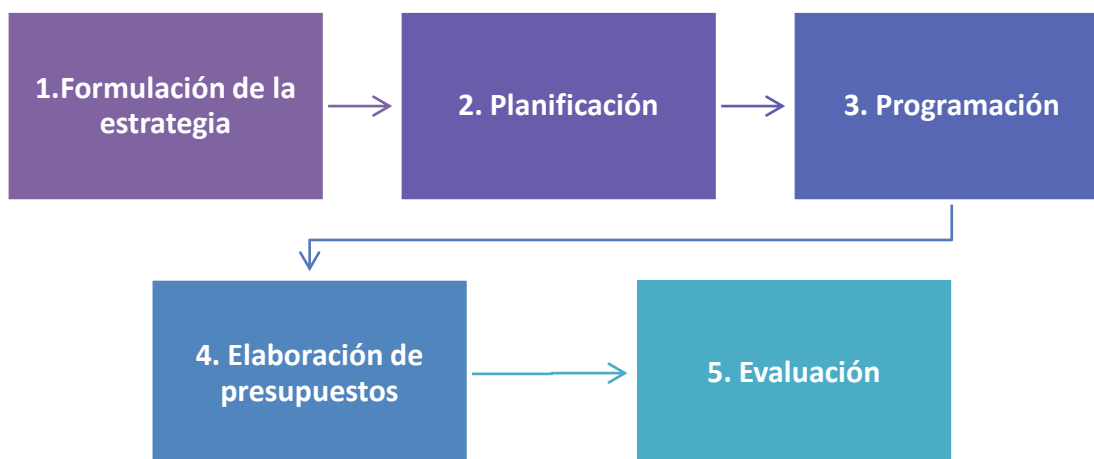 1.Formulación de la
estrategia
2. Planificación
3. Programación
4. Elaboración de
presupuestos
5. Evaluación